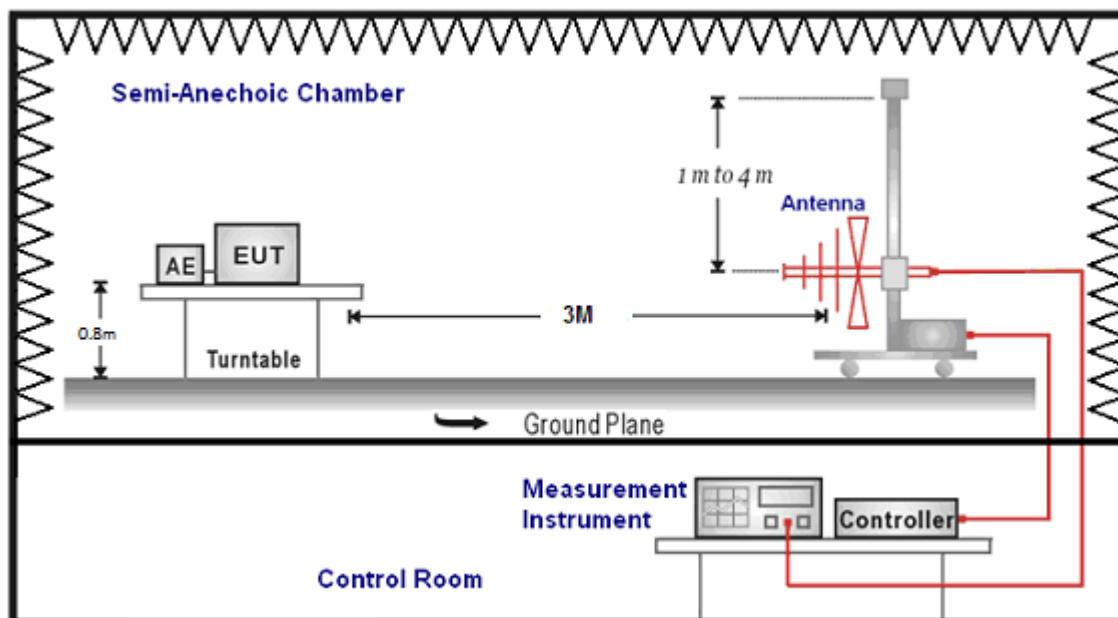 Semi-Anechoic Chamber
1 m to 4 m
Antenna
AE
EUT
0.8m
3M
Turntable
Ground Plane
Measurement
Instrument
Controller
Control Room